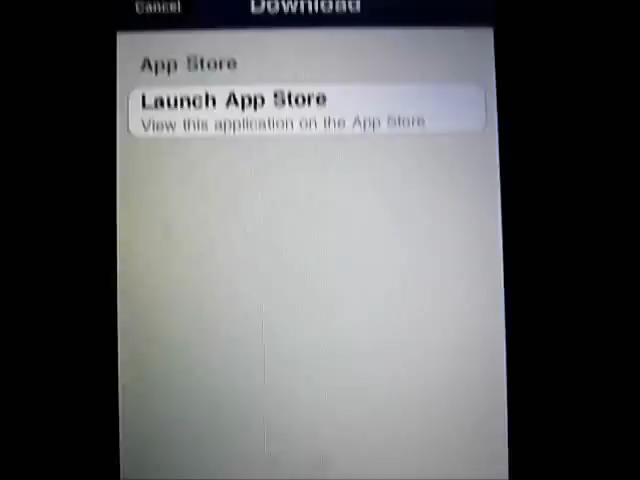 Cancel
Download
App Store
Launch App Store
View this application on the App Store